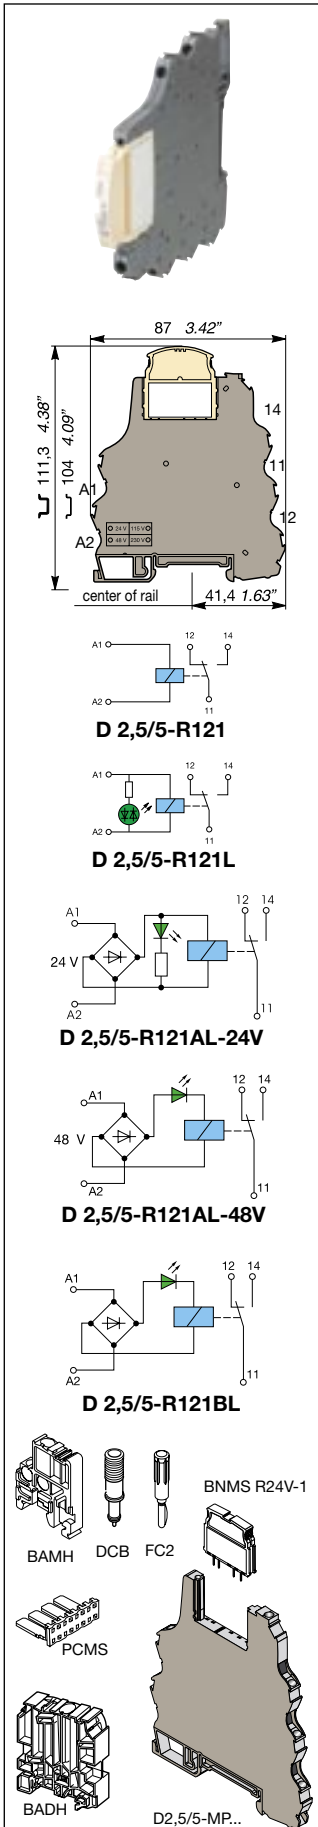 87 3.42”
111,3 4.38”
104 4.09”
14
11
12
A1
A2
24 V 115 V
48 V 230 V
center of rail
41,4 1.63”
A1
12 14
A2
11
D 2,5/5-R121
A1
12 14
A2
11
D 2,5/5-R121L
A1
12 14
24 V
A2
11
D 2,5/5-R121AL-24V
A1
12 14
48 V
A2
11
D 2,5/5-R121AL-48V
A1
12 14
A2
11
D 2,5/5-R121BL
BNMS R24V-1
BAMH DCB FC2
PCMS
BADH
D2,5/5-MP...